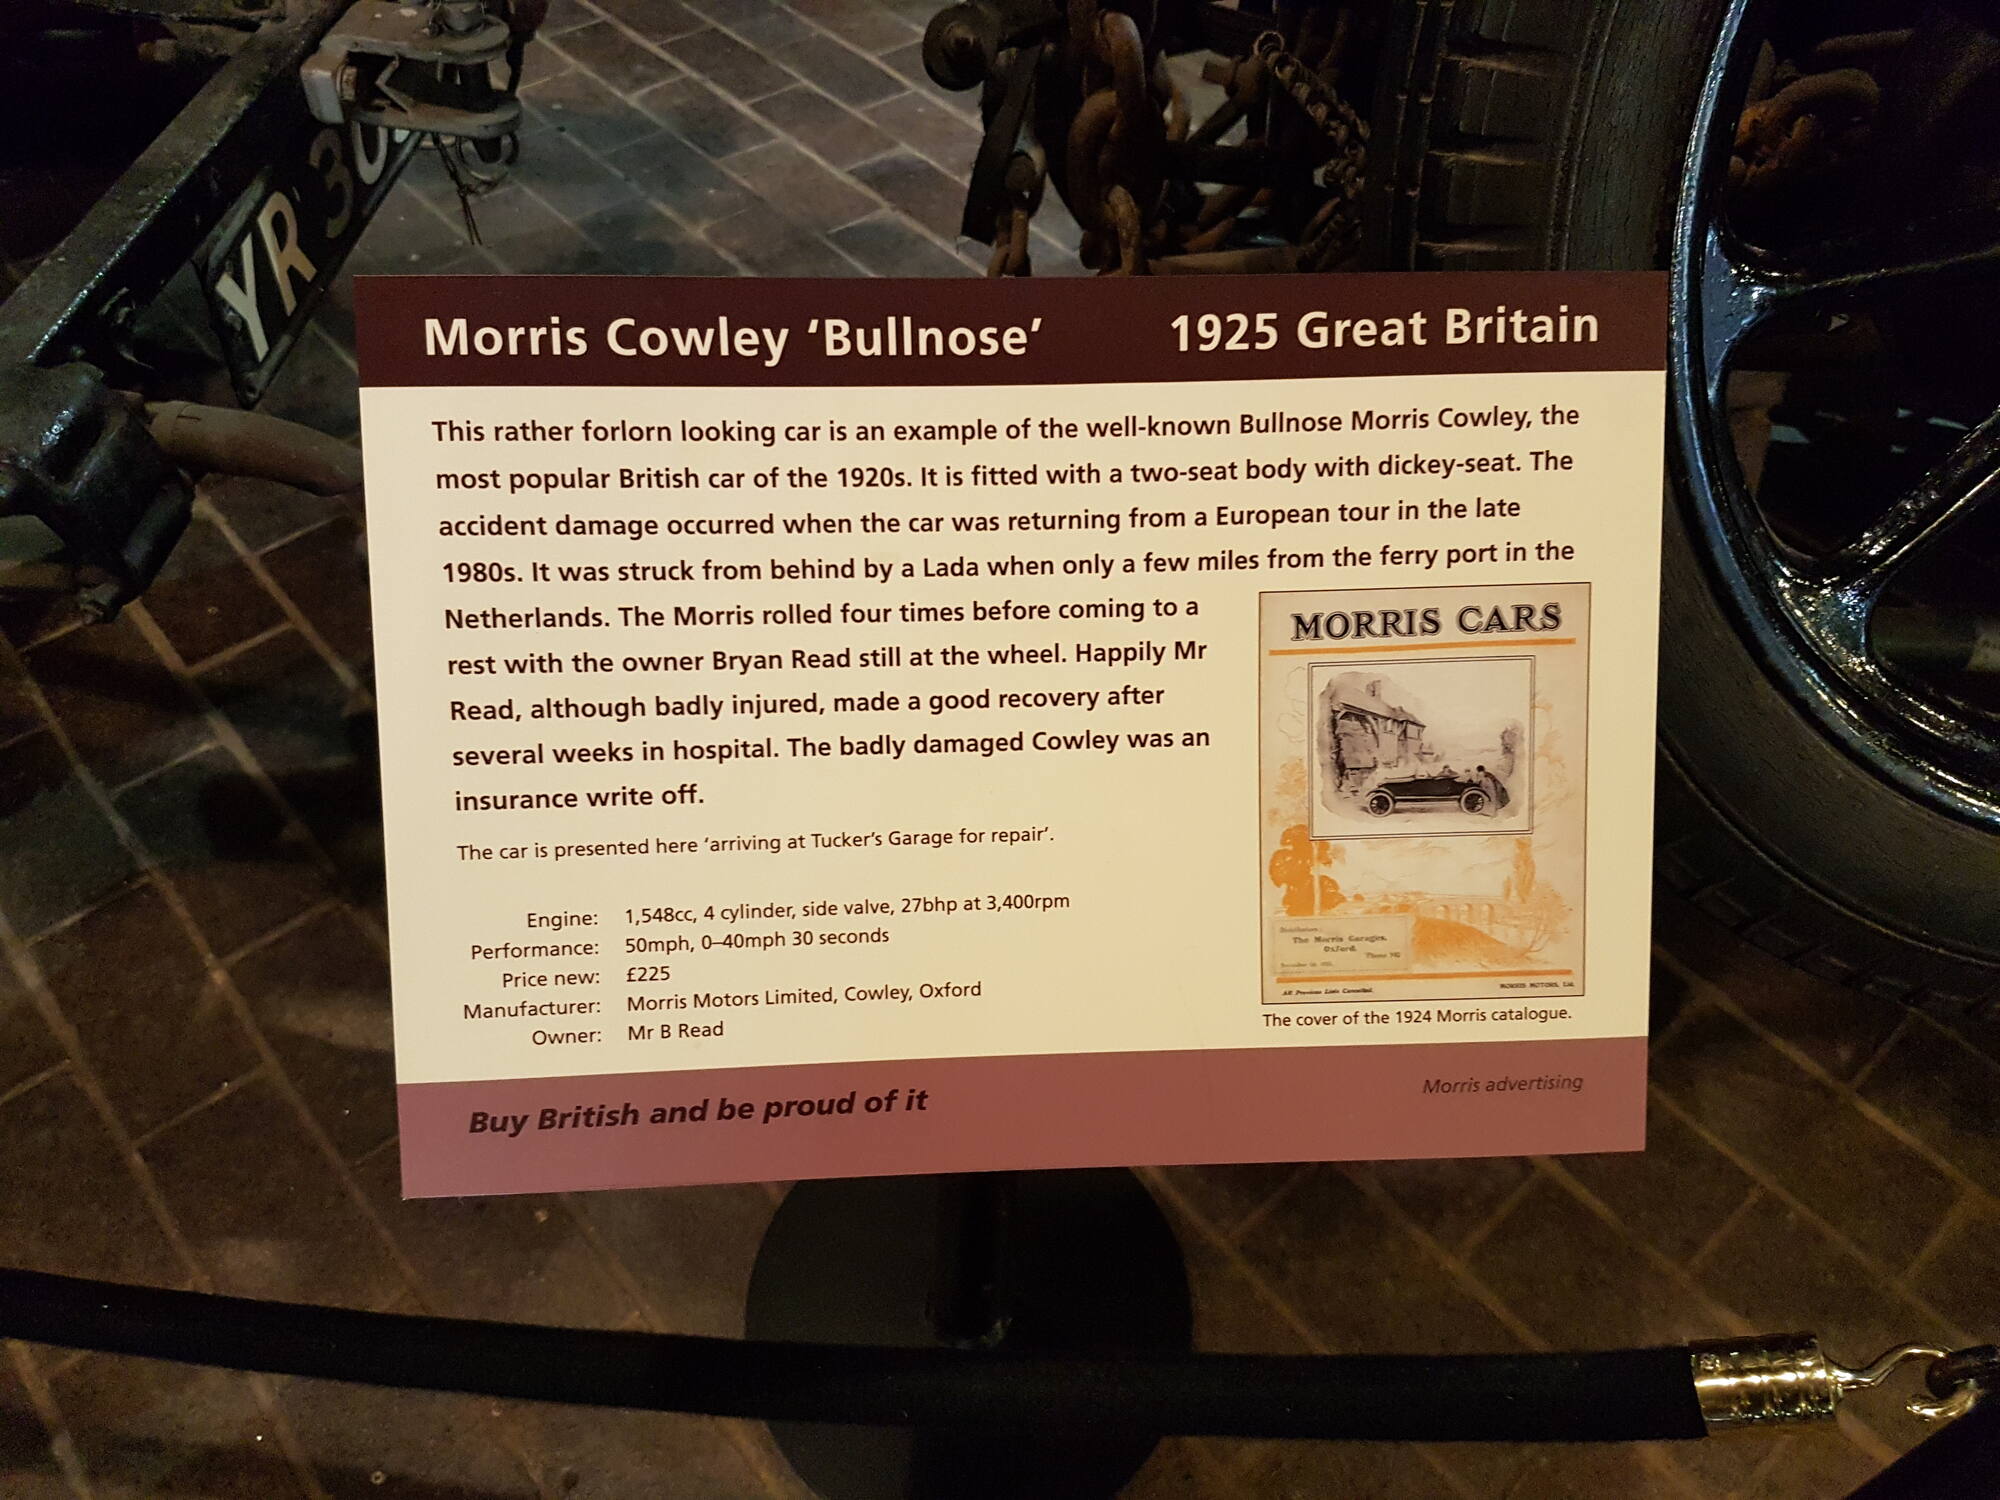 YR 30
Morris Cowley ‘Bullnose’ 1925 Great Britain
This rather forlorn looking car is an example of the well-known Bullnose Morris Cowley, the
most popular British car of the 1920s. It is fitted with a two-seat body with dickey-seat. The
accident damage occurred when the car was returning from a European tour in the late
1980s. It was struck from behind by a Lada when only a few miles from the ferry port in the
Netherlands. The Morris rolled four times before coming to a
rest with the owner Bryan Read still at the wheel. Happily Mr
Read, although badly injured, made a good recovery after
several weeks in hospital. The badly damaged Cowley was an
insurance write off.
The car is presented here ‘arriving at Tucker’s Garage for repair’.
Engine: 1,548cc, 4 cylinder, side valve, 27bhp at 3,400rpm
Performance: 50mph, 0–40mph 30 seconds
Price new: £225
Manufacturer: Morris Motors Limited, Cowley, Oxford
Owner: Mr B Read
MORRIS CARS
Distributors:
The Morris Garages,
Oxford.
All Previous Lists Cancelled.
MORRIS MOTORS, Ltd.
The cover of the 1924 Morris catalogue.
Buy British and be proud of it
Morris advertising